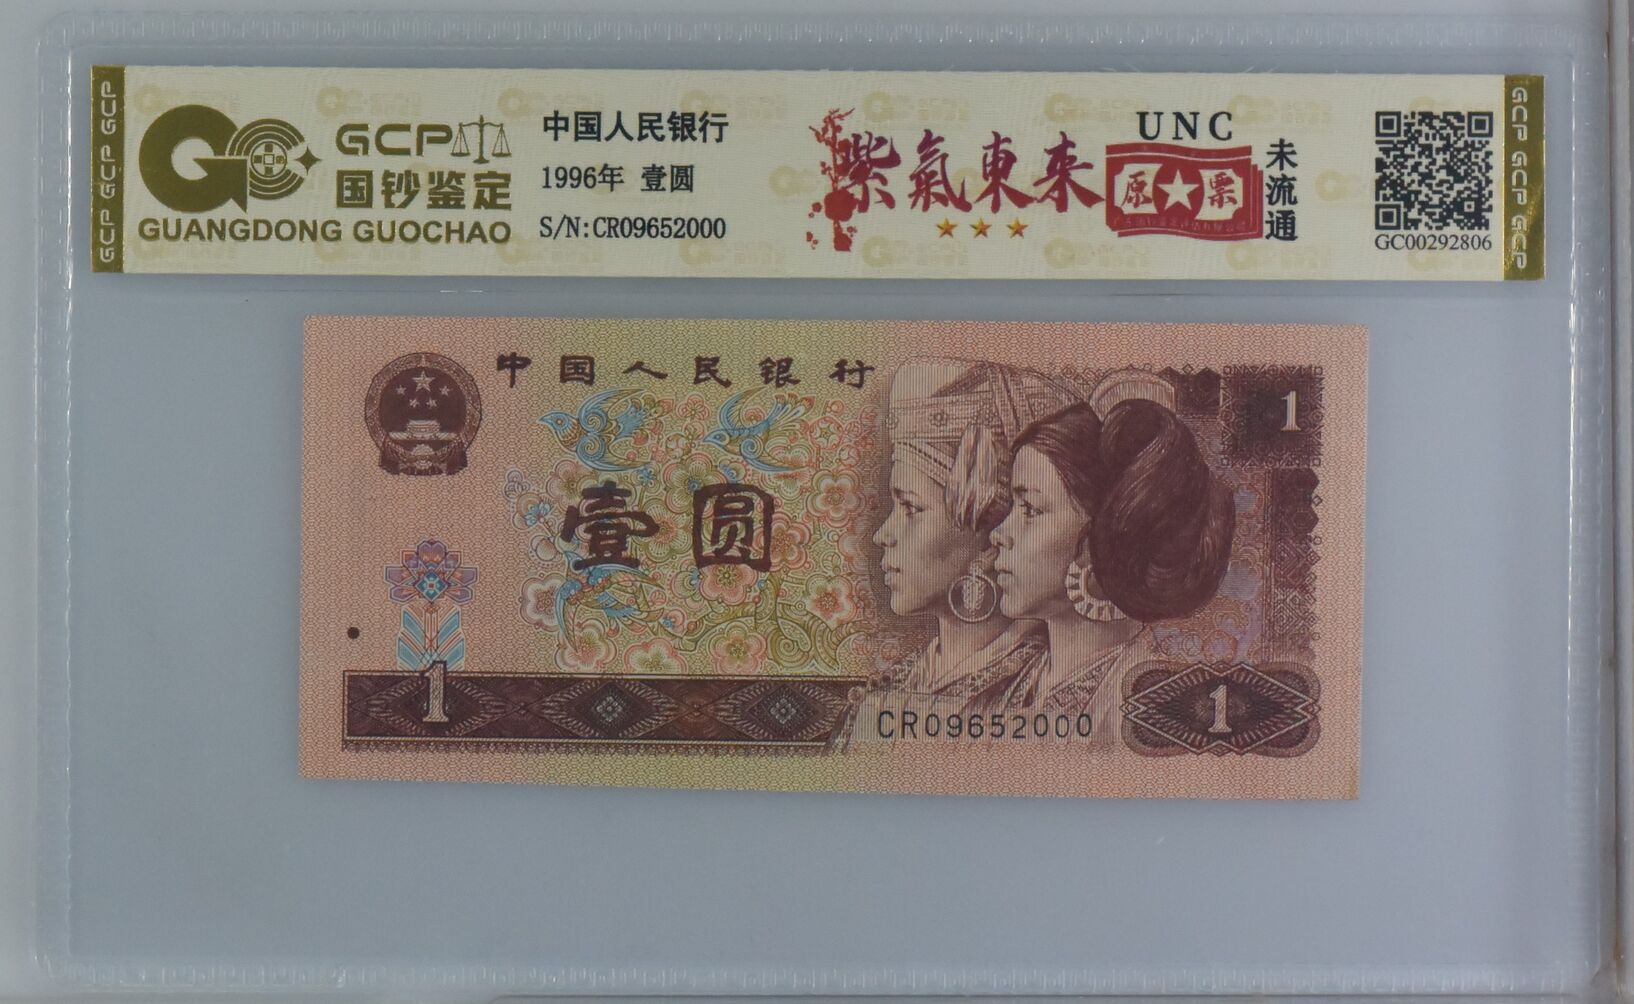 GCP GCP GCP
GCP
国钞鉴定
GUANGDONG GUOCHAO
中国人民银行
1996年 壹圆
S/N:CR09652000
紫氣東来
UNC
原票
未流通
GC00292806
GCP GCP GCP
中国人民银行
1
壹圆
1
CR09652000
1